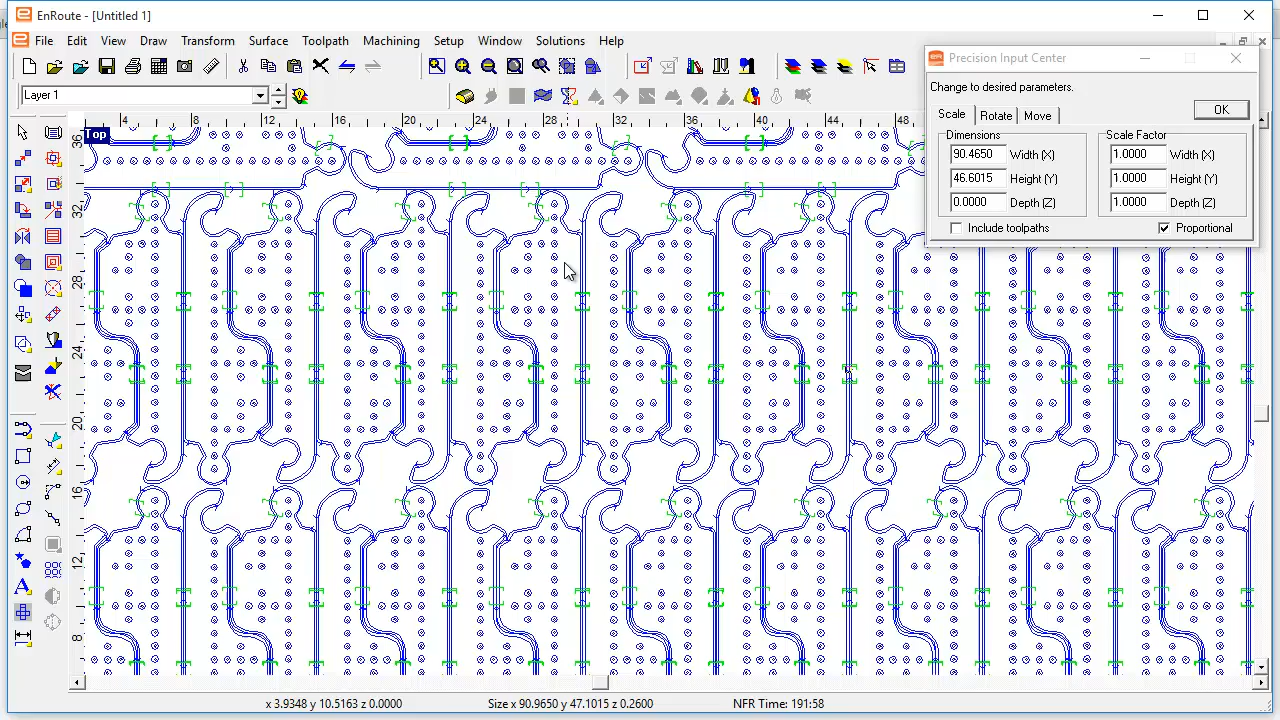 EnRoute - [Untitled 1]
File Edit View Draw Transform Surface Toolpath Machining Setup Window Solutions Help
Precision Input Center
Change to desired parameters.
Layer 1
OK
Scale Rotate Move
Dimensions Scale Factor
90.4650 Width (X) 1.0000 Width (X)
46.6015 Height (Y) 1.0000 Height (Y)
0.0000 Depth (Z) 1.0000 Depth (Z)
Include toolpaths Proportional
Top
4 8 12 16 20 24 28 32 36 40 44 48
36
32
28
24
20
16
12
8
x 3.9348 y 10.5163 z 0.0000 Size x 90.9650 y 47.1015 z 0.2600 NFR Time: 191:58